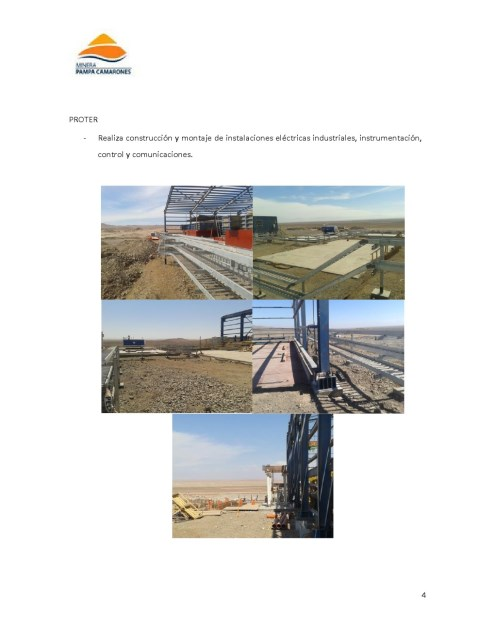 MINERA
PAMPA CAMARONES
PROTER
- Realiza construcción y montaje de instalaciones eléctricas industriales, instrumentación,
control y comunicaciones.
4